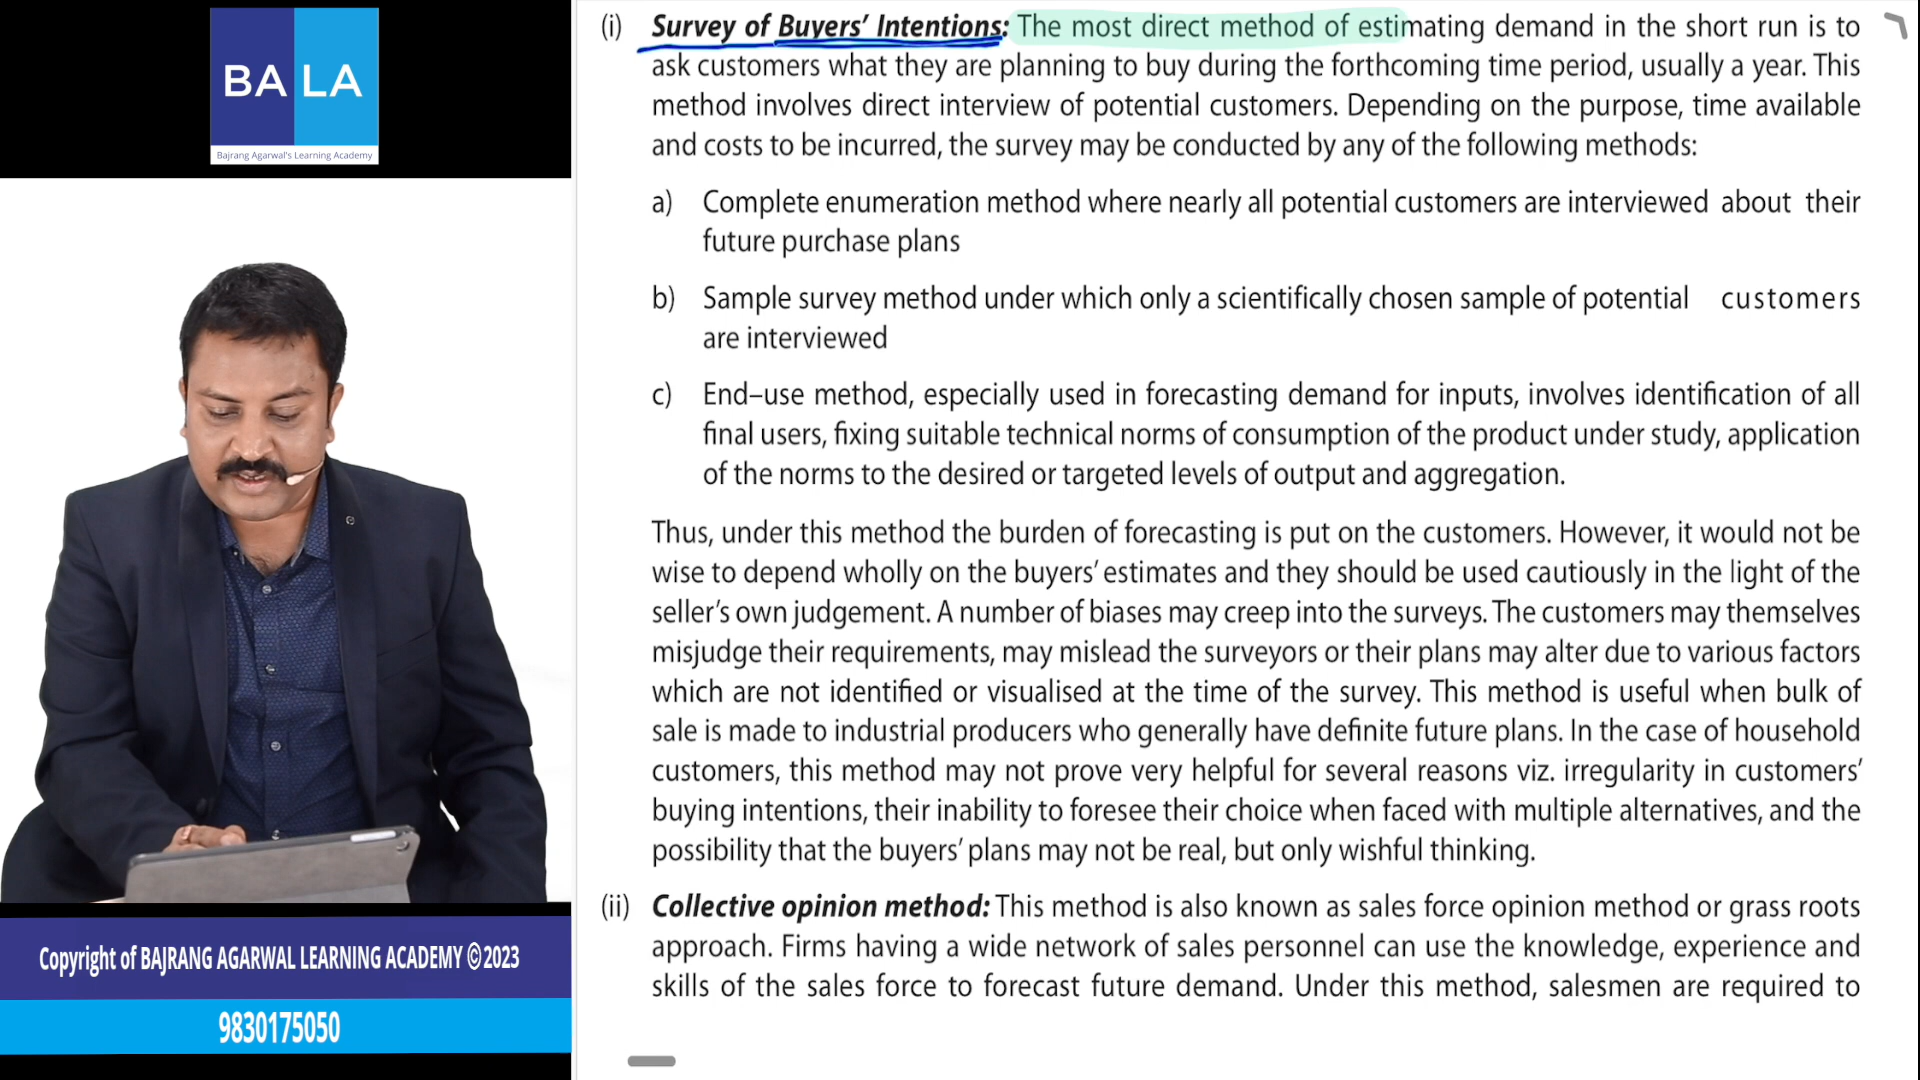 BA LA
Bajrang Agarwal's Learning Academy
Copyright of BAJRANG AGARWAL LEARNING ACADEMY ©2023
9830175050
(i) Survey of Buyers’ Intentions: The most direct method of estimating demand in the short run is to
ask customers what they are planning to buy during the forthcoming time period, usually a year. This
method involves direct interview of potential customers. Depending on the purpose, time available
and costs to be incurred, the survey may be conducted by any of the following methods:
a) Complete enumeration method where nearly all potential customers are interviewed about their
future purchase plans
b) Sample survey method under which only a scientifically chosen sample of potential customers
are interviewed
c) End–use method, especially used in forecasting demand for inputs, involves identification of all
final users, fixing suitable technical norms of consumption of the product under study, application
of the norms to the desired or targeted levels of output and aggregation.
Thus, under this method the burden of forecasting is put on the customers. However, it would not be
wise to depend wholly on the buyers’ estimates and they should be used cautiously in the light of the
seller’s own judgement. A number of biases may creep into the surveys. The customers may themselves
misjudge their requirements, may mislead the surveyors or their plans may alter due to various factors
which are not identified or visualised at the time of the survey. This method is useful when bulk of
sale is made to industrial producers who generally have definite future plans. In the case of household
customers, this method may not prove very helpful for several reasons viz. irregularity in customers’
buying intentions, their inability to foresee their choice when faced with multiple alternatives, and the
possibility that the buyers’ plans may not be real, but only wishful thinking.
(ii) Collective opinion method: This method is also known as sales force opinion method or grass roots
approach. Firms having a wide network of sales personnel can use the knowledge, experience and
skills of the sales force to forecast future demand. Under this method, salesmen are required to